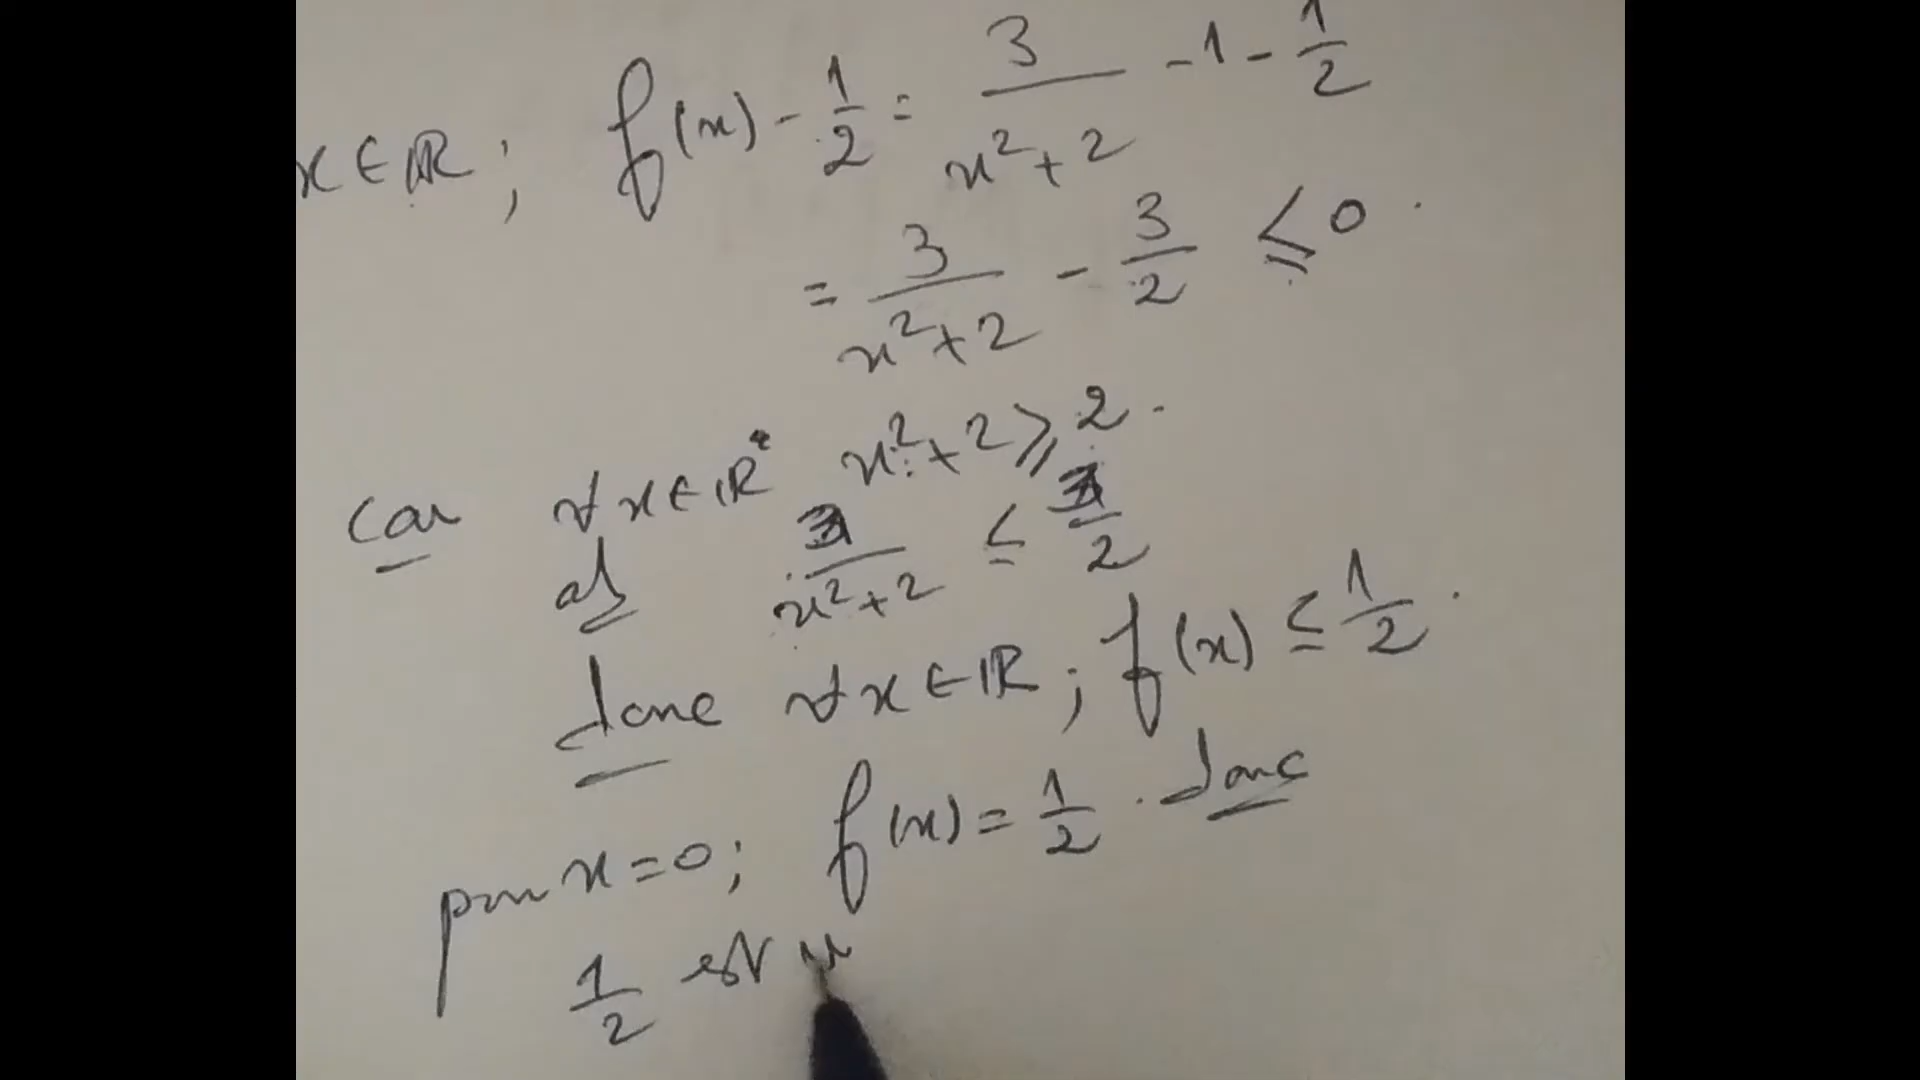 x ∈ ℝ ; f(x) - 1/2 = 3/(x² + 2) - 1 - 1/2
= 3/(x² + 2) - 3/2 ≤ 0.
Car ∀x ∈ ℝ x² + 2 ≥ 2.
3/(x² + 2) ≤ 3/2
donc ∀x ∈ ℝ ; f(x) ≤ 1/2.
pour x = 0 ; f(x) = 1/2. donc
1/2 est